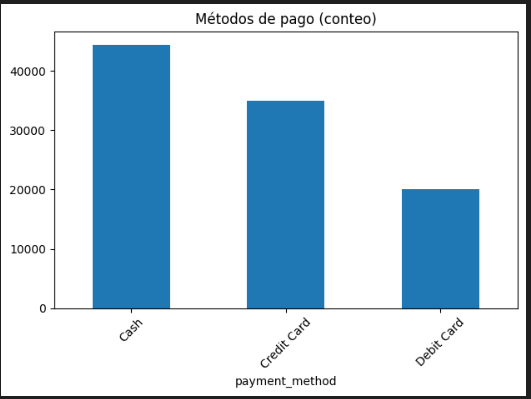 Métodos de pago (conteo)
40000
30000
20000
10000
0
Cash
Credit Card
Debit Card
payment_method